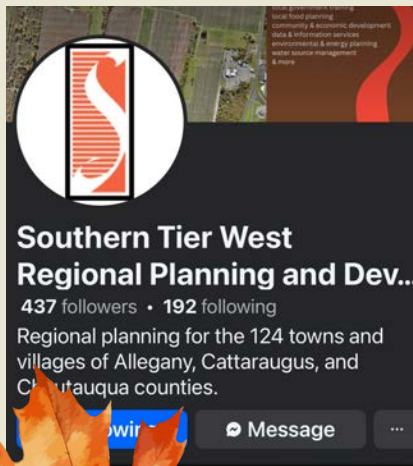 local government training
local food planning
community & economic development
data & information services
environmental & energy planning
water source management
& more
Southern Tier West
Regional Planning and Dev...
437 followers • 192 following
Regional planning for the 124 towns and
villages of Allegany, Cattaraugus, and
counties.
Message
...